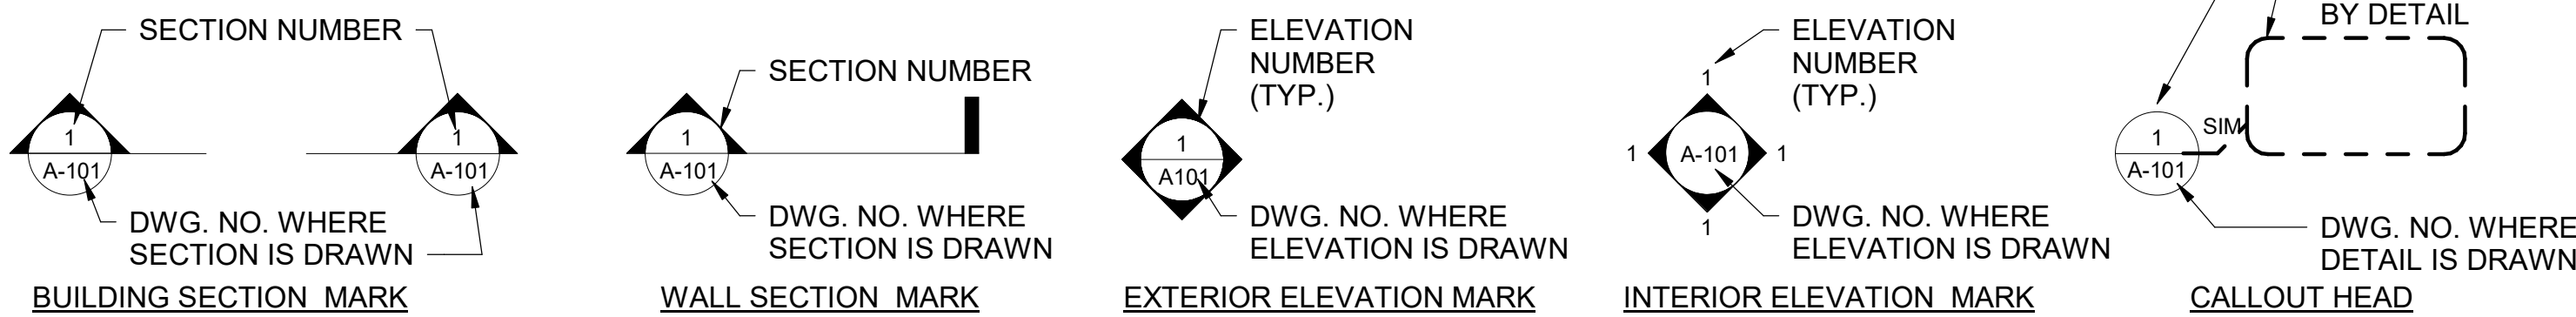 SECTION NUMBER
1
A-101
1
A-101
DWG. NO. WHERE
SECTION IS DRAWN
BUILDING SECTION MARK
SECTION NUMBER
1
A-101
DWG. NO. WHERE
SECTION IS DRAWN
WALL SECTION MARK
ELEVATION
NUMBER
(TYP.)
1
A101
DWG. NO. WHERE
ELEVATION IS DRAWN
EXTERIOR ELEVATION MARK
ELEVATION
NUMBER
(TYP.)
1
1
A-101
1
1
DWG. NO. WHERE
ELEVATION IS DRAWN
INTERIOR ELEVATION MARK
BY DETAIL
SIM
1
A-101
DWG. NO. WHERE
DETAIL IS DRAWN
CALLOUT HEAD